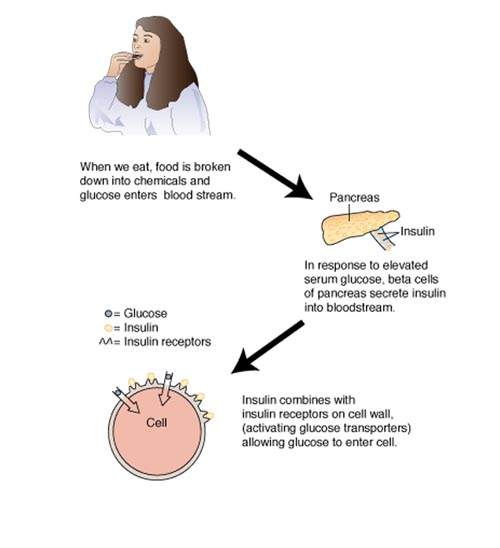 When we eat, food is broken
down into chemicals and
glucose enters blood stream.
Pancreas
Insulin
In response to elevated
serum glucose, beta cells
of pancreas secrete insulin
into bloodstream.
= Glucose
= Insulin
= Insulin receptors
Cell
Insulin combines with
insulin receptors on cell wall,
(activating glucose transporters)
allowing glucose to enter cell.